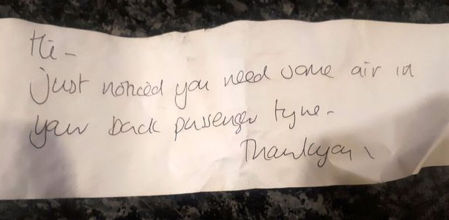 Hi-
just noticed you need some air in
your back passenger tyre-
Thankyou